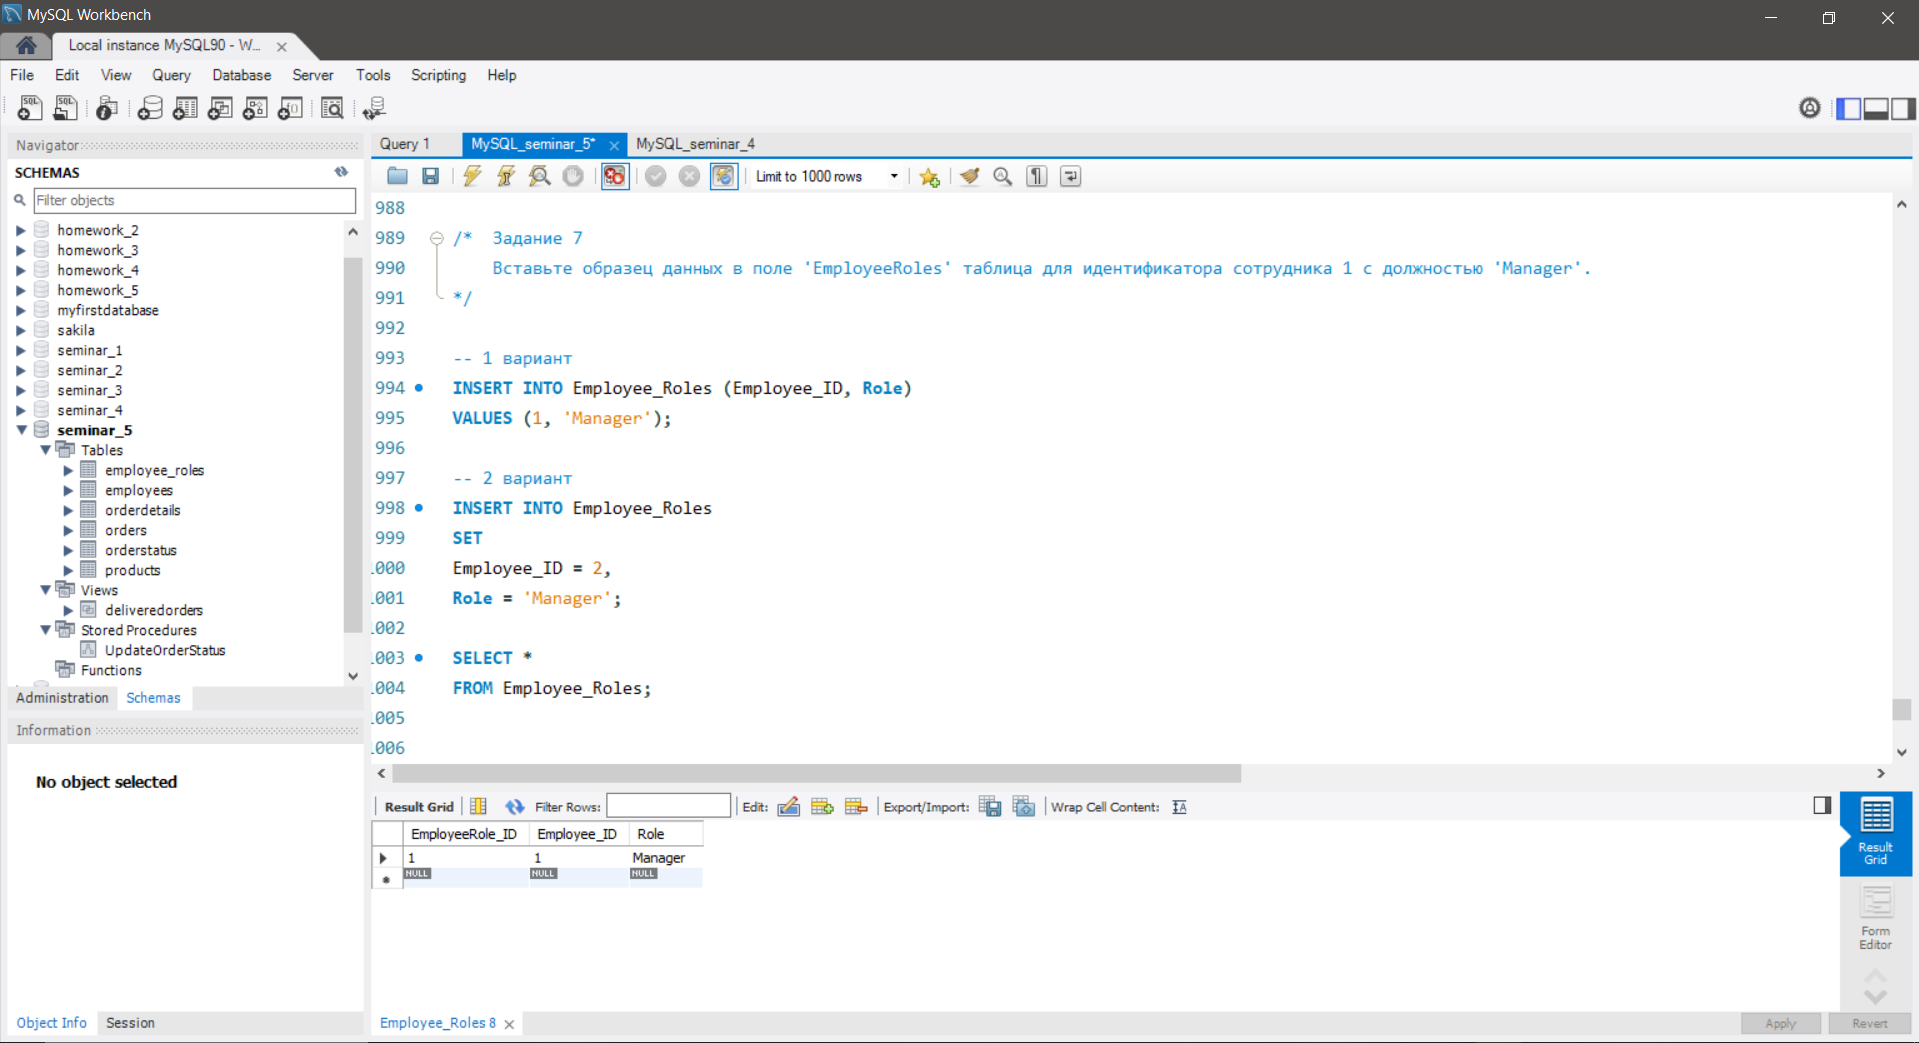 MySQL Workbench
Local instance MySQL90 - W...
File Edit View Query Database Server Tools Scripting Help
Navigator
SCHEMAS
Filter objects
homework_2
homework_3
homework_4
homework_5
myfirstdatabase
sakila
seminar_1
seminar_2
seminar_3
seminar_4
seminar_5
Tables
employee_roles
employees
orderdetails
orders
orderstatus
products
Views
deliveredorders
Stored Procedures
UpdateOrderStatus
Functions
Administration Schemas
Information
No object selected
Object Info Session
Query 1 MySQL_seminar_5* MySQL_seminar_4
Limit to 1000 rows
988
989 /* Задание 7
990 Вставьте образец данных в поле 'EmployeeRoles' таблица для идентификатора сотрудника 1 с должностью 'Manager'.
991 */
992
993 -- 1 вариант
994 INSERT INTO Employee_Roles (Employee_ID, Role)
995 VALUES (1, 'Manager');
996
997 -- 2 вариант
998 INSERT INTO Employee_Roles
999 SET
1000 Employee_ID = 2,
1001 Role = 'Manager';
1002
1003 SELECT *
1004 FROM Employee_Roles;
1005
1006
Result Grid Filter Rows: Edit: Export/Import: Wrap Cell Content:
EmployeeRole_ID Employee_ID Role
1 1 Manager
NULL NULL NULL
Result Grid
Form Editor
Employee_Roles 8
Apply Revert